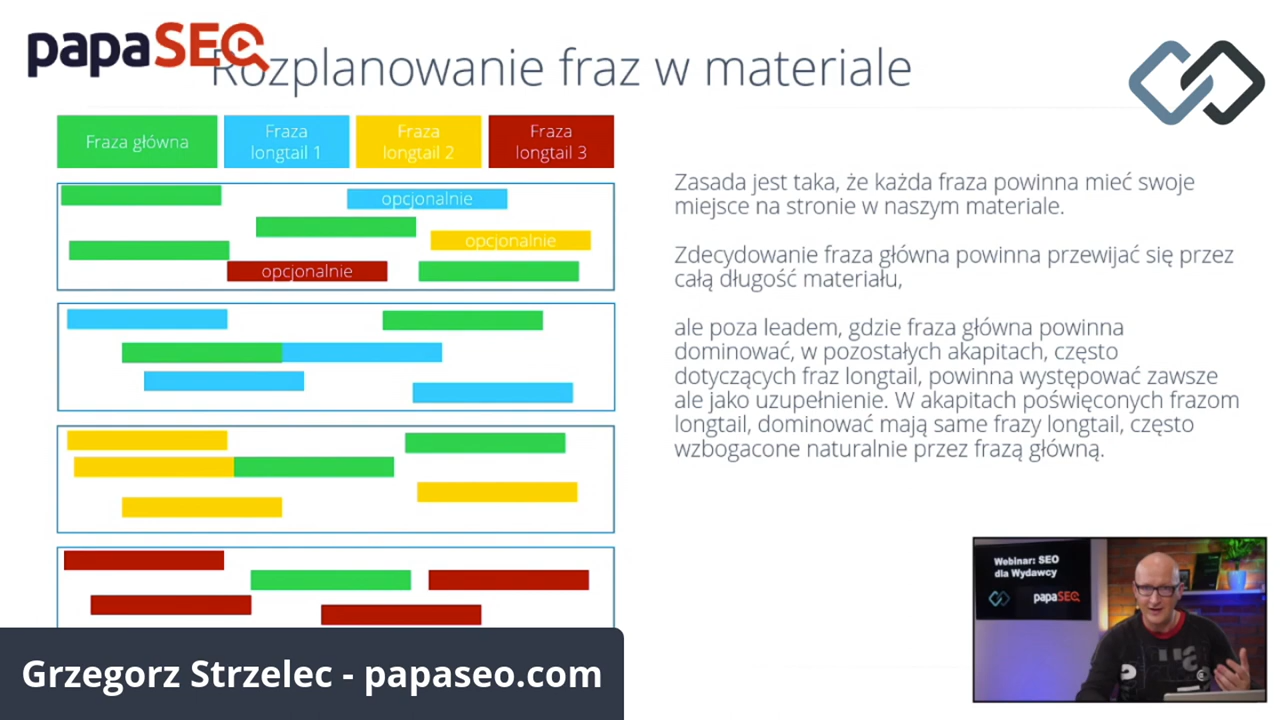 papaSEO
Rozplanowanie fraz w materiale
Fraza główna
Fraza
longtail 1
Fraza
longtail 2
Fraza
longtail 3
opcjonalnie
opcjonalnie
opcjonalnie
Zasada jest taka, że każda fraza powinna mieć swoje
miejsce na stronie w naszym materiale.
Zdecydowanie fraza główna powinna przewijać się przez
całą długość materiału,
ale poza leadem, gdzie fraza główna powinna
dominować, w pozostałych akapitach, często
dotyczących fraz longtail, powinna występować zawsze
ale jako uzupełnienie. W akapitach poświęconych frazom
longtail, dominować mają same frazy longtail, często
wzbogacone naturalnie przez frazą główną.
Webinar: SEO
dla Wydawcy
papaSEO
Grzegorz Strzelec - papaseo.com